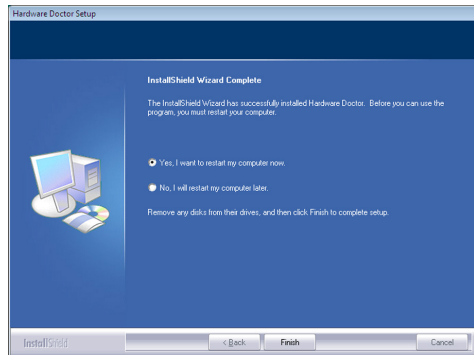 Hardware Doctor Setup
InstallShield Wizard Complete
The InstallShield Wizard has successfully installed Hardware Doctor. Before you can use the
program, you must restart your computer.
Yes, I want to restart my computer now.
No, I will restart my computer later.
Remove any disks from their drives, and then click Finish to complete setup.
InstallShield
< Back
Finish
Cancel